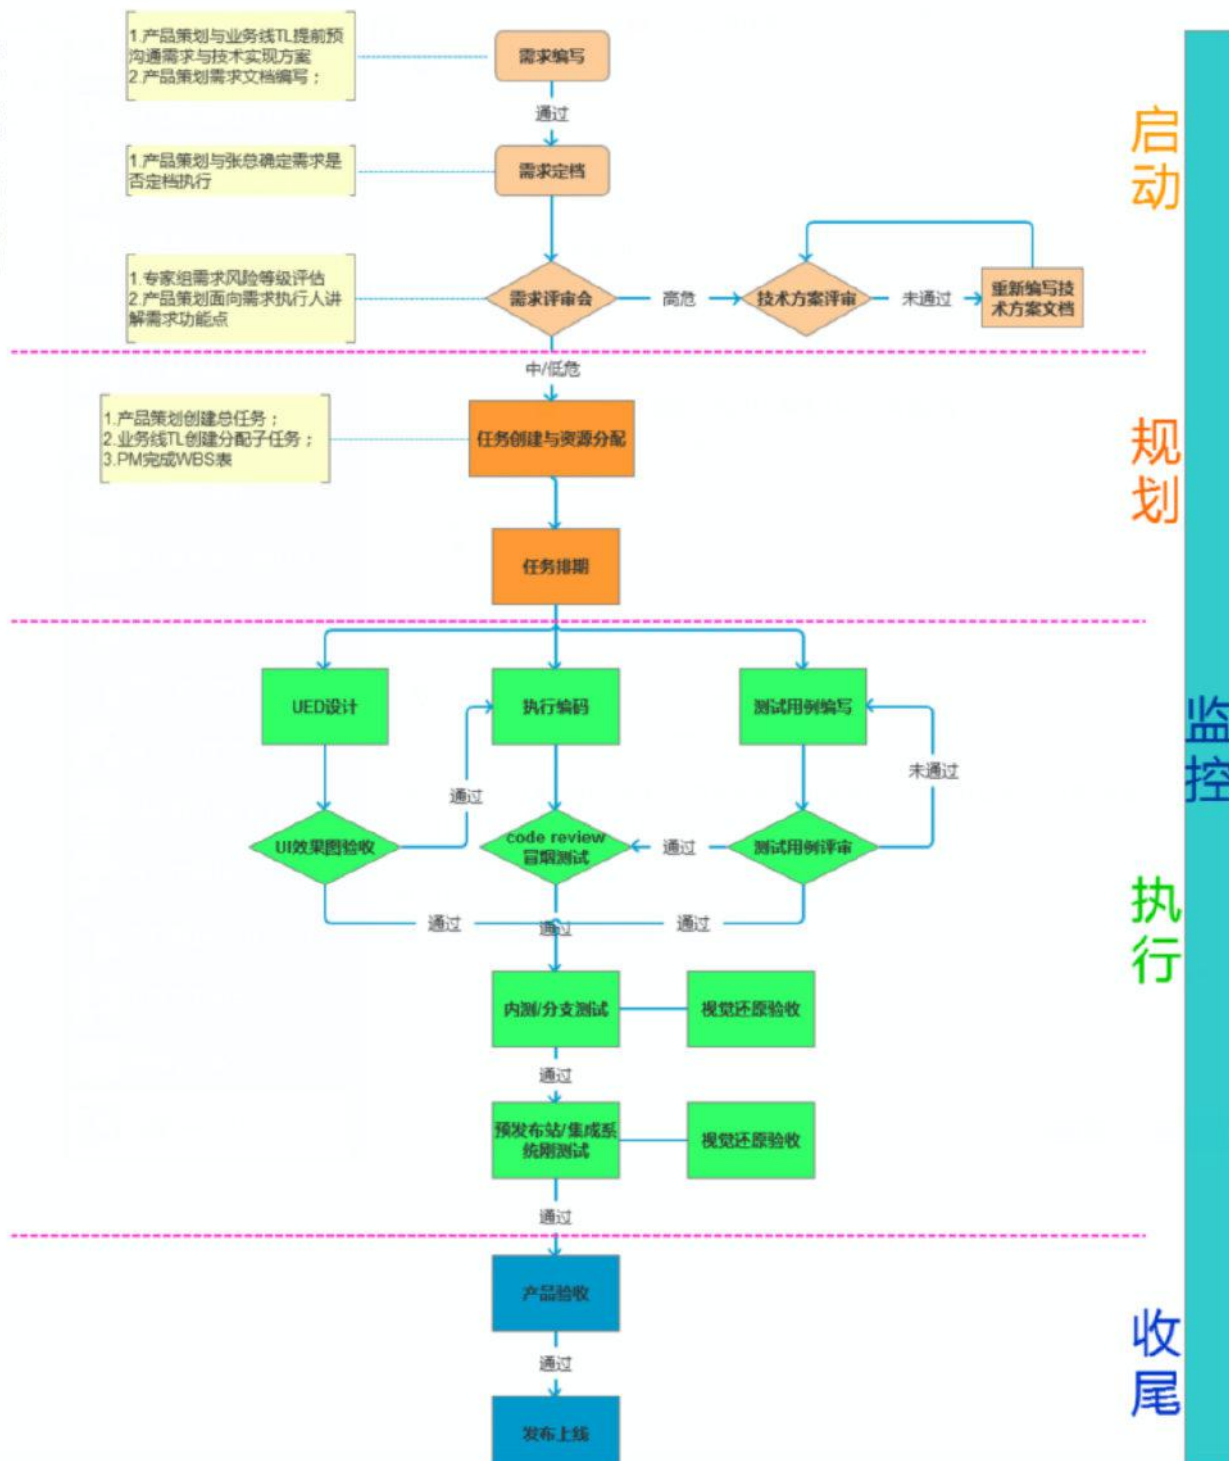 1.产品策划与业务线TL提前预
沟通需求与技术实现方案
2.产品策划需求文档编写；
需求编写
通过
1.产品策划与张总确定需求是
否定档执行
需求定档
启
动
1.专家组需求风险等级评估
2.产品策划面向需求执行人讲
解需求功能点
需求评审会
高危
技术方案评审
未通过
重新编写技
术方案文档
中/低危
1.产品策划创建总任务；
2.业务线TL创建分配子任务；
3.PM完成WBS表
任务创建与资源分配
规
划
任务排期
UED设计
执行编码
测试用例编写
监
控
通过
未通过
UI效果图验收
code review
冒烟测试
通过
测试用例评审
通过
通过
通过
执
行
内测/分支测试
视觉还原验收
通过
预发布站/集成系
统刚测试
视觉还原验收
通过
产品验收
通过
收
尾
发布上线